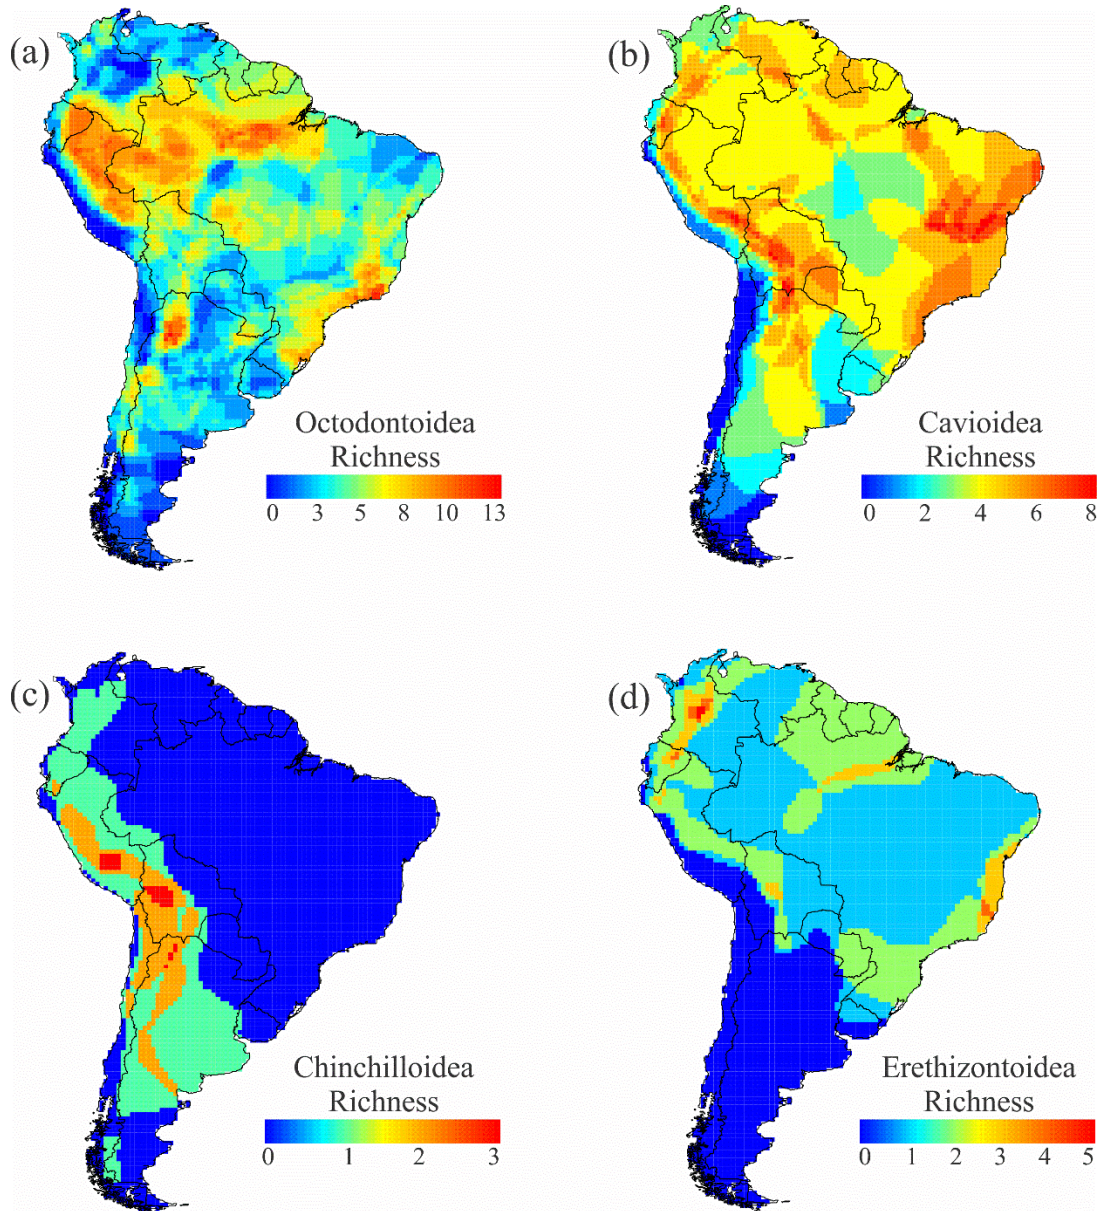 (a)
(b)
Octodontoidea
Richness
0 3 5 8 10 13
Cavioidea
Richness
0 2 4 6 8
(c)
(d)
Chinchilloidea
Richness
0 1 2 3
Erethizontoidea
Richness
0 1 2 3 4 5